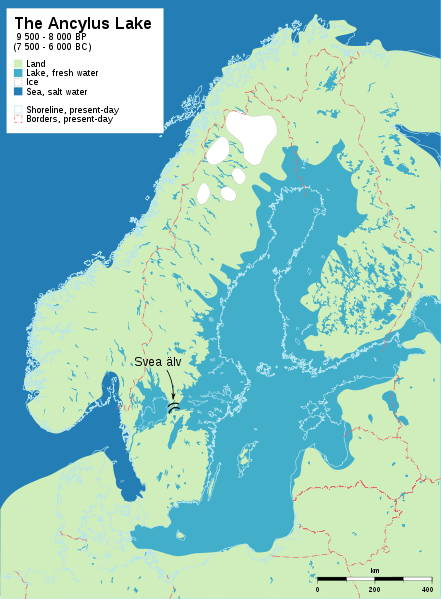 The Ancylus Lake
9 500 - 8 000 BP
(7 500 - 6 000 BC)
Land
Lake, fresh water
Ice
Sea, salt water
Shoreline, present-day
Borders, present-day
Svea älv
km
0 200 400